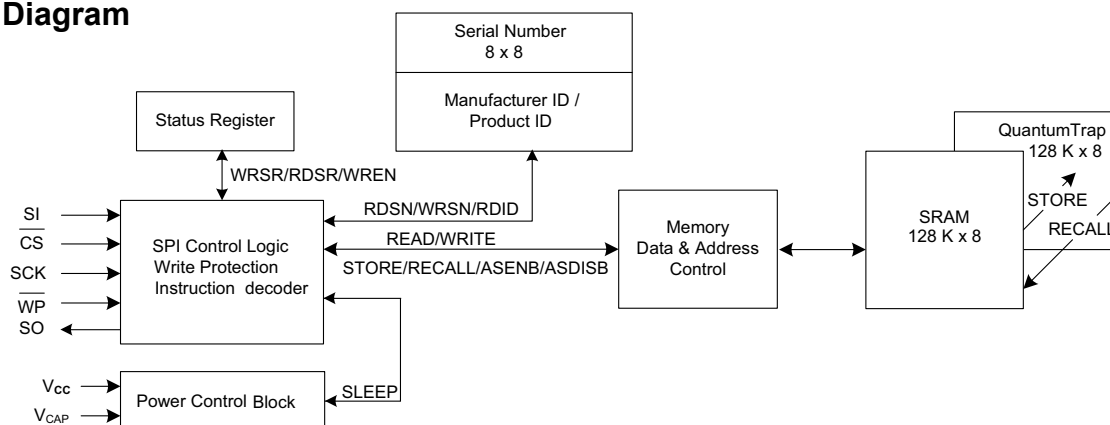 Diagram
Serial Number
8 x 8
Manufacturer ID /
Product ID
Status Register
QuantumTrap
128 K x 8
WRSR/RDSR/WREN
STORE
SI
RDSN/WRSN/RDID
SRAM
128 K x 8
RECALL
CS
SPI Control Logic
Write Protection
Instruction decoder
READ/WRITE
Memory
Data & Address
Control
SCK
STORE/RECALL/ASENB/ASDISB
WP
SO
VCC
Power Control Block
SLEEP
VCAP